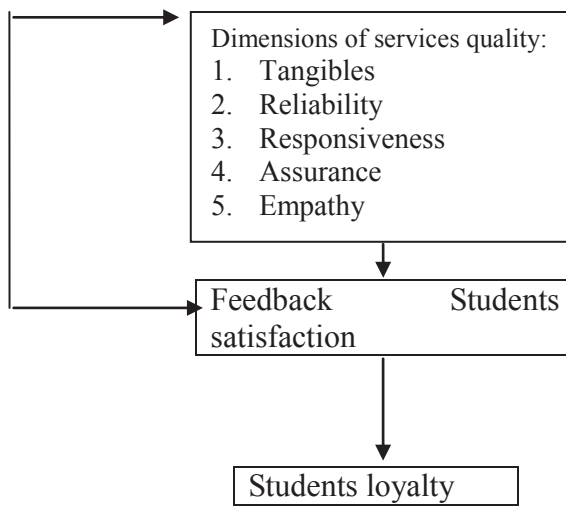 Dimensions of services quality:
1. Tangibles
2. Reliability
3. Responsiveness
4. Assurance
5. Empathy
Feedback Students
satisfaction
Students loyalty